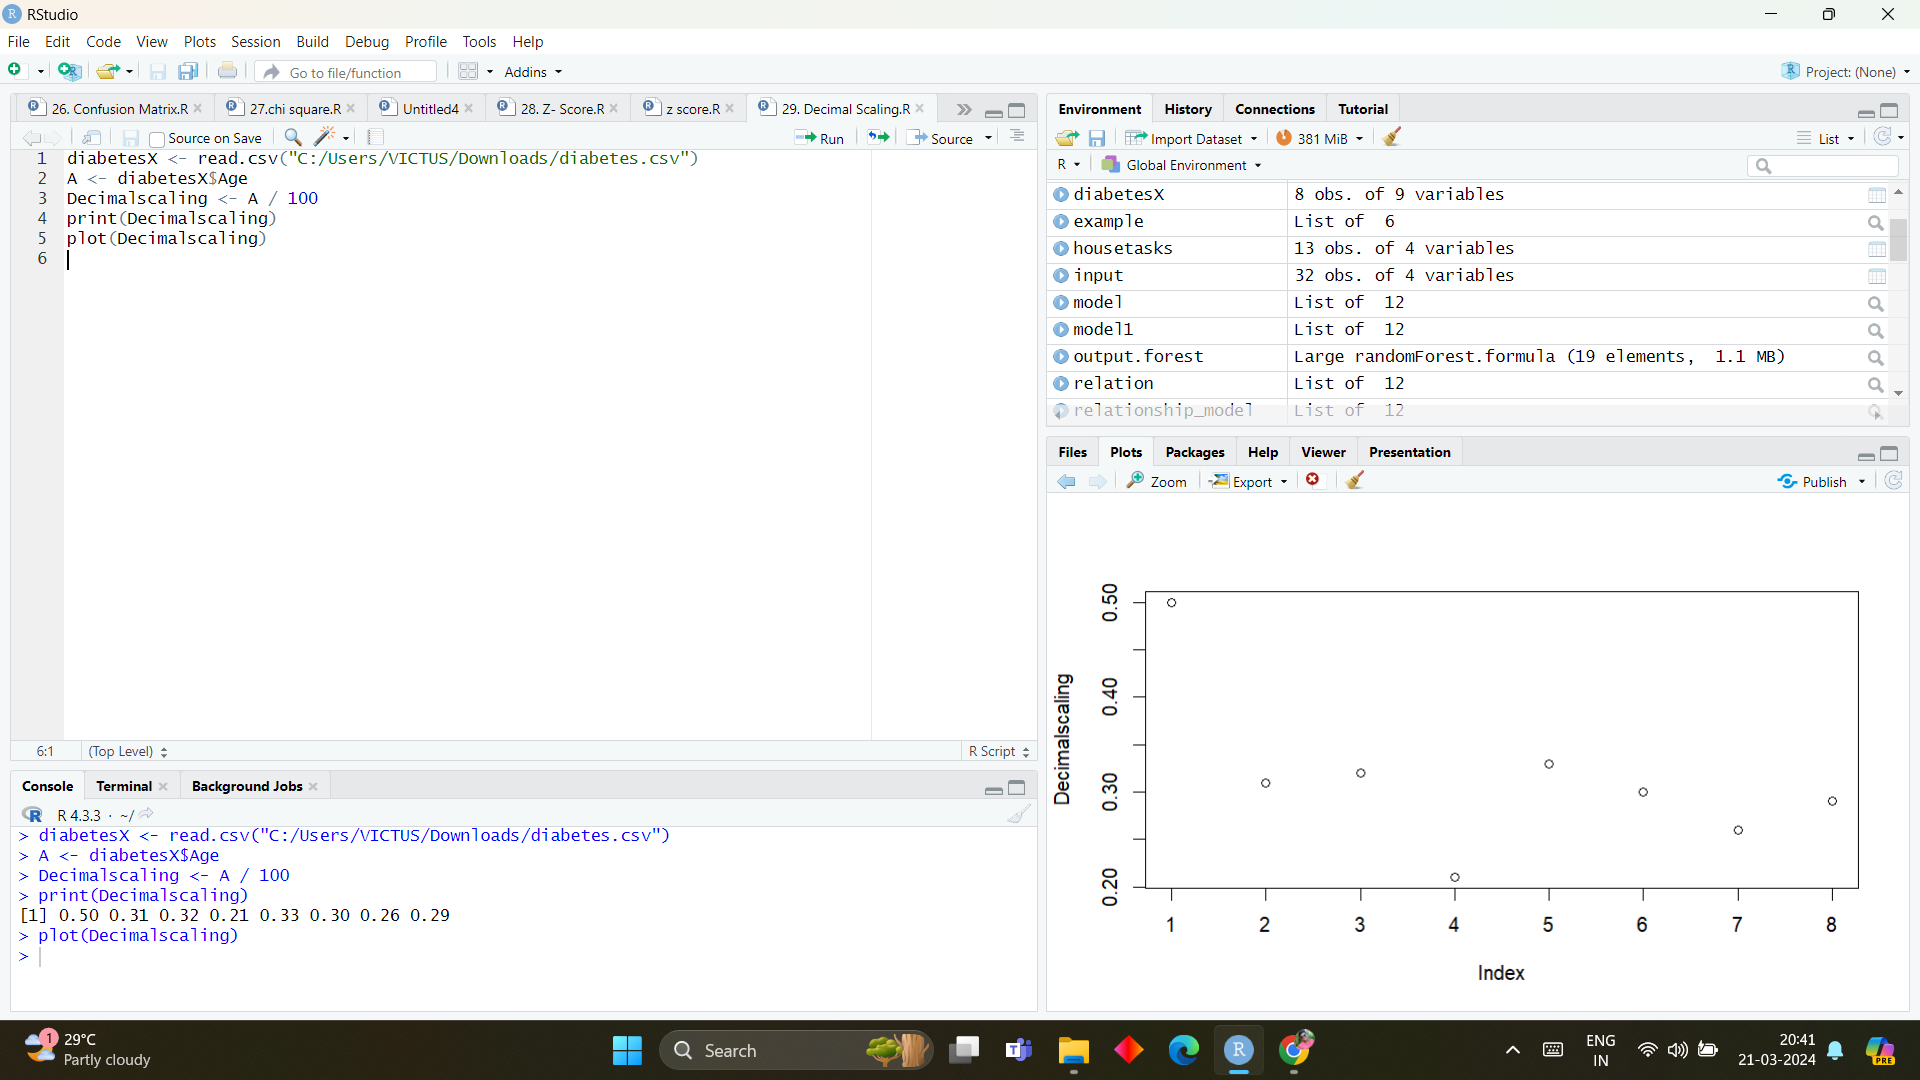 RStudio
File Edit Code View Plots Session Build Debug Profile Tools Help
Go to file/function Addins Project: (None)
26. Confusion Matrix.R 27.chi square.R Untitled4 28. Z- Score.R z score.R 29. Decimal Scaling.R
Source on Save Run Source
1 diabetesX <- read.csv("C:/Users/VICTUS/Downloads/diabetes.csv")
2 A <- diabetesX$Age
3 Decimalscaling <- A / 100
4 print(Decimalscaling)
5 plot(Decimalscaling)
6
6:1 (Top Level) R Script
Console Terminal Background Jobs
R 4.3.3 · ~/
> diabetesX <- read.csv("C:/Users/VICTUS/Downloads/diabetes.csv")
> A <- diabetesX$Age
> Decimalscaling <- A / 100
> print(Decimalscaling)
[1] 0.50 0.31 0.32 0.21 0.33 0.30 0.26 0.29
> plot(Decimalscaling)
>
Environment History Connections Tutorial
Import Dataset 381 MiB List
R Global Environment
diabetesX 8 obs. of 9 variables
example List of 6
housetasks 13 obs. of 4 variables
input 32 obs. of 4 variables
model List of 12
model1 List of 12
output.forest Large randomForest.formula (19 elements, 1.1 MB)
relation List of 12
relationship_model List of 12
Files Plots Packages Help Viewer Presentation
Zoom Export Publish
0.50
0.40
0.30
0.20
Decimalscaling
1 2 3 4 5 6 7 8
Index
1 29°C
Partly cloudy
Search
ENG
IN
20:41
21-03-2024
PRE